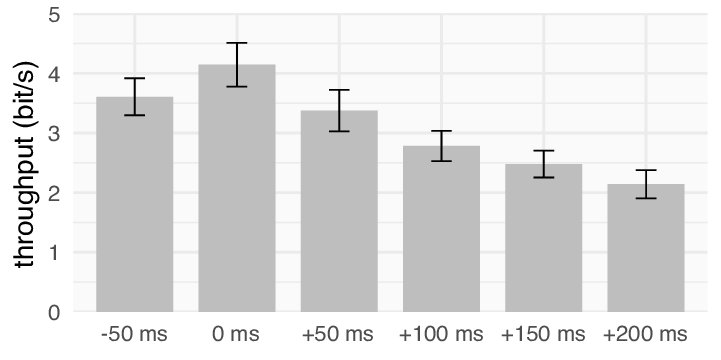 throughput (bit/s)
5
4
3
2
1
0
-50 ms
0 ms
+50 ms
+100 ms
+150 ms
+200 ms